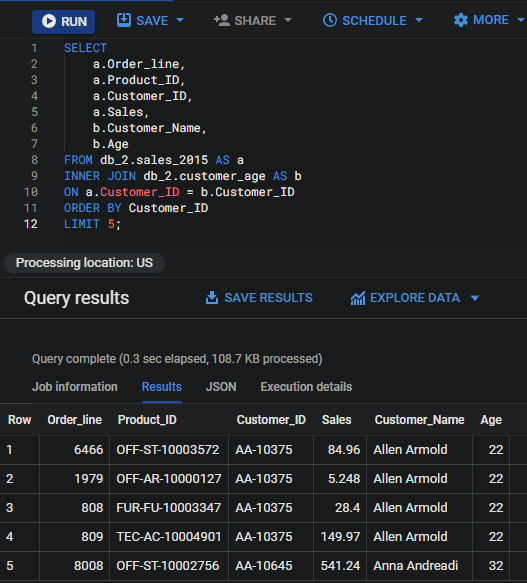 RUN SAVE SHARE SCHEDULE MORE
1 SELECT
2 a.Order_line,
3 a.Product_ID,
4 a.Customer_ID,
5 a.Sales,
6 b.Customer_Name,
7 b.Age
8 FROM db_2.sales_2015 AS a
9 INNER JOIN db_2.customer_age AS b
10 ON a.Customer_ID = b.Customer_ID
11 ORDER BY Customer_ID
12 LIMIT 5;
Processing location: US
Query results SAVE RESULTS EXPLORE DATA
Query complete (0.3 sec elapsed, 108.7 KB processed)
Job information Results JSON Execution details
Row Order_line Product_ID Customer_ID Sales Customer_Name Age
1 6466 OFF-ST-10003572 AA-10375 84.96 Allen Armold 22
2 1979 OFF-AR-10000127 AA-10375 5.248 Allen Armold 22
3 808 FUR-FU-10003347 AA-10375 28.4 Allen Armold 22
4 809 TEC-AC-10004901 AA-10375 149.97 Allen Armold 22
5 8008 OFF-ST-10002756 AA-10645 541.24 Anna Andreadi 32